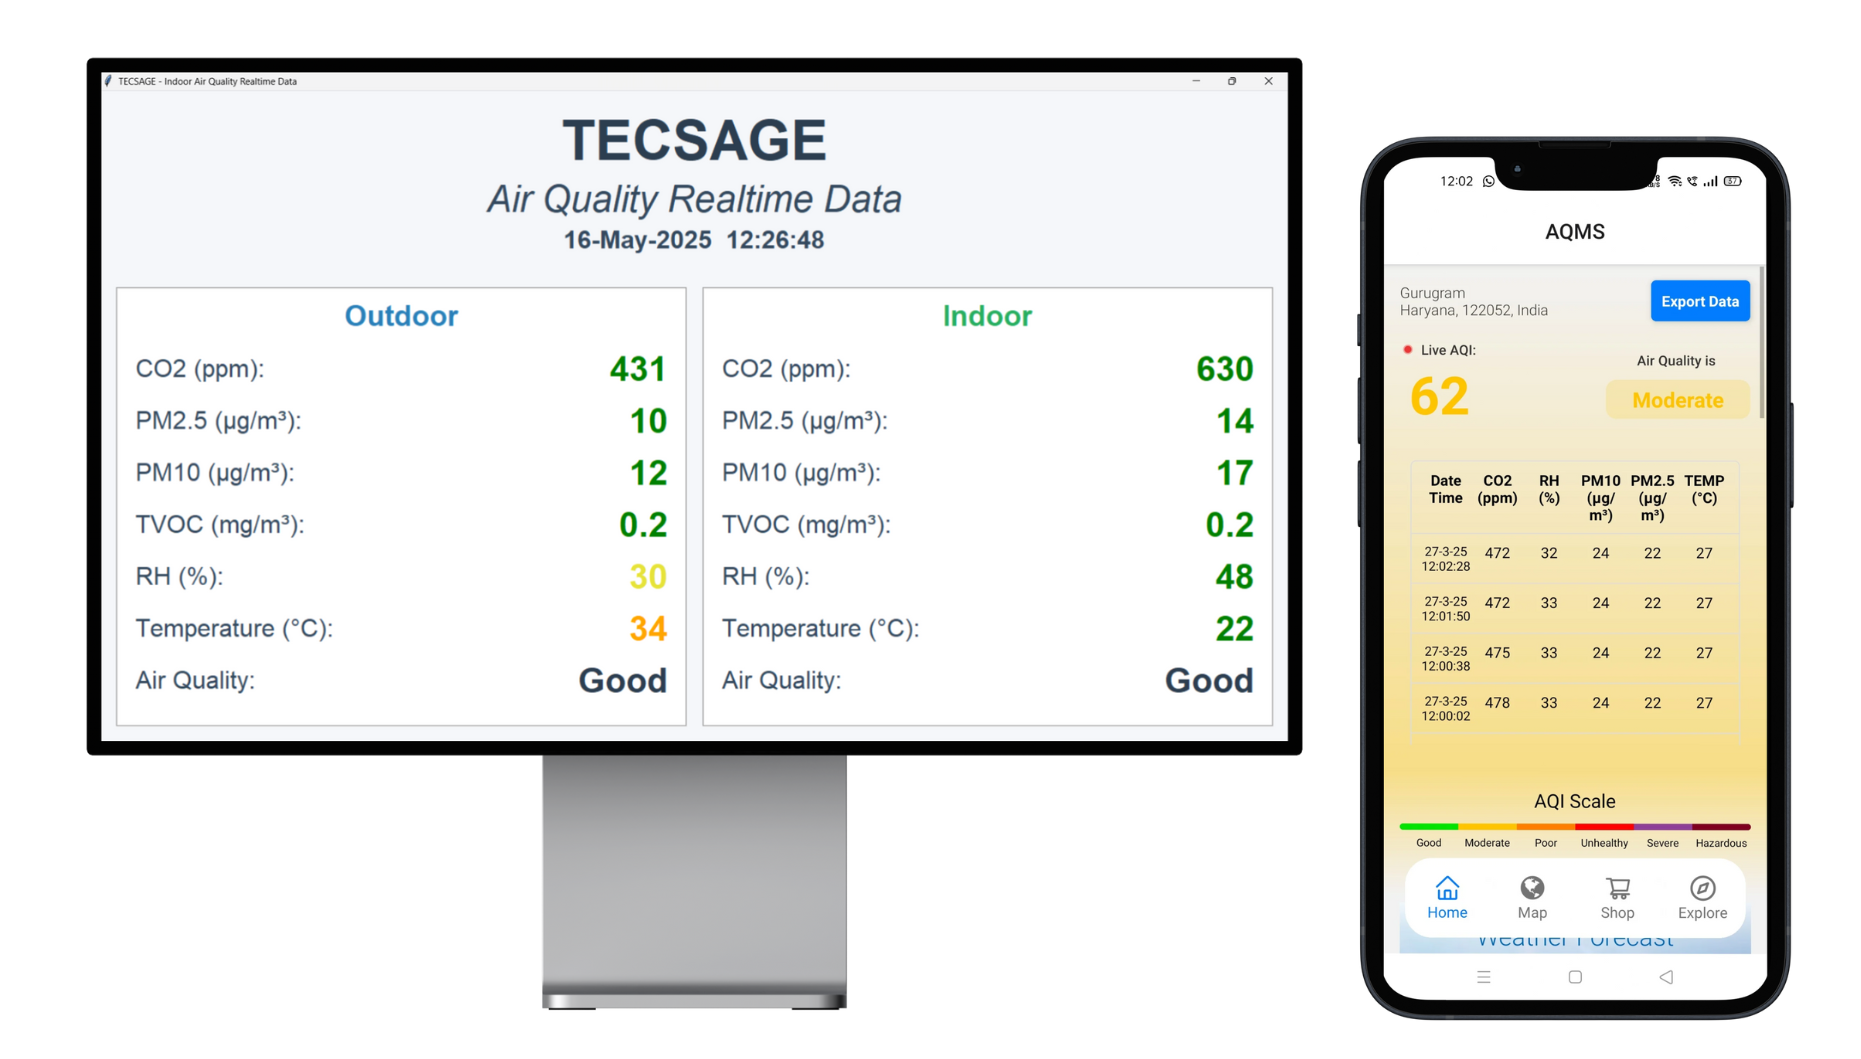 TECSAGE - Indoor Air Quality Realtime Data
TECSAGE
Air Quality Realtime Data
16-May-2025 12:26:48
Outdoor
CO2 (ppm): 431
PM2.5 (µg/m³): 10
PM10 (µg/m³): 12
TVOC (mg/m³): 0.2
RH (%): 30
Temperature (°C): 34
Air Quality: Good
Indoor
CO2 (ppm): 630
PM2.5 (µg/m³): 14
PM10 (µg/m³): 17
TVOC (mg/m³): 0.2
RH (%): 48
Temperature (°C): 22
Air Quality: Good
12:02
57
AQMS
Gurugram
Haryana, 122052, India
Export Data
Live AQI:
62
Air Quality is
Moderate
Date CO2 RH PM10 PM2.5 TEMP
Time (ppm) (%) (µg/ (µg/ (°C)
m³) m³)
27-3-25 472 32 24 22 27
12:02:28
27-3-25 472 33 24 22 27
12:01:50
27-3-25 475 33 24 22 27
12:00:38
27-3-25 478 33 24 22 27
12:00:02
AQI Scale
Good Moderate Poor Unhealthy Severe Hazardous
Home Map Shop Explore
Weather Forecast